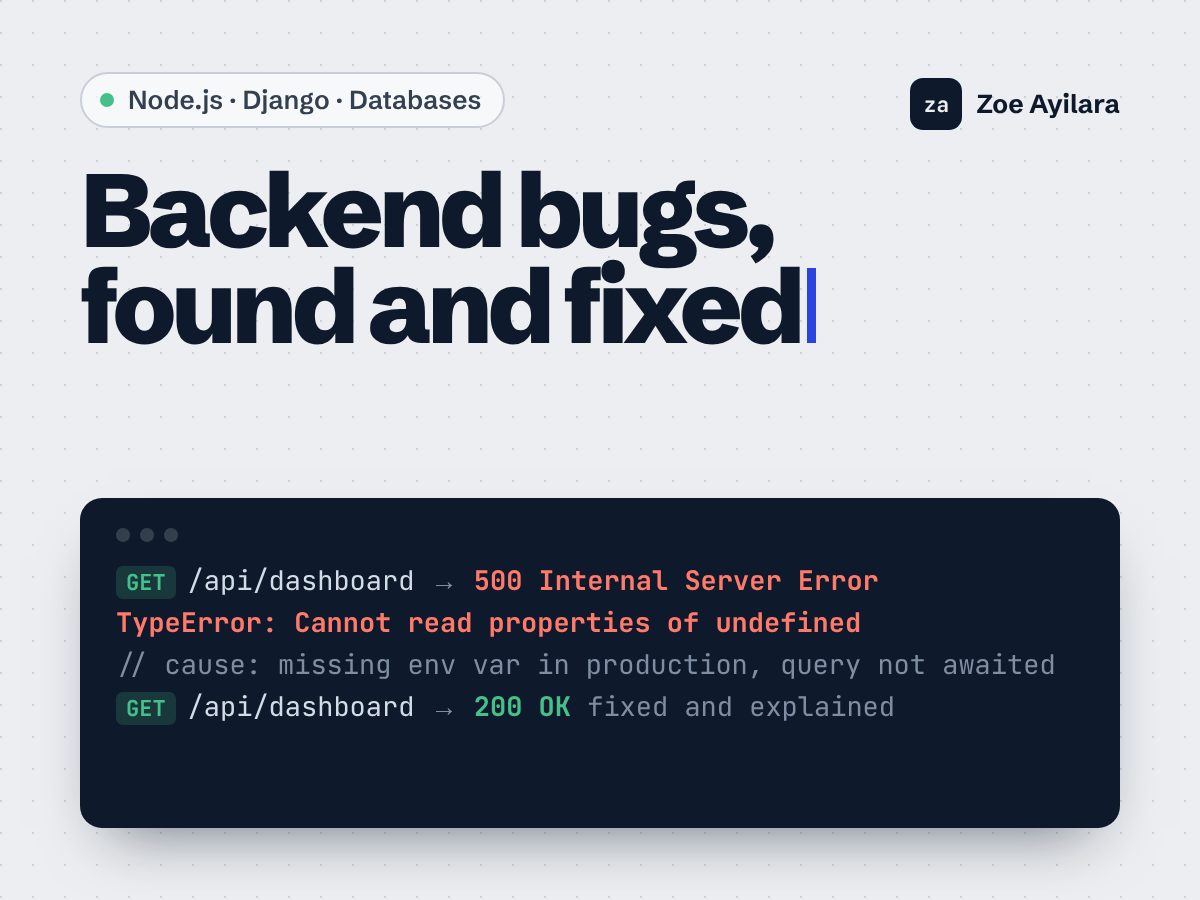 Node.js · Django · Databases
za Zoe Ayilara
Backend bugs,
found and fixed
GET /api/dashboard → 500 Internal Server Error
TypeError: Cannot read properties of undefined
// cause: missing env var in production, query not awaited
GET /api/dashboard → 200 OK fixed and explained